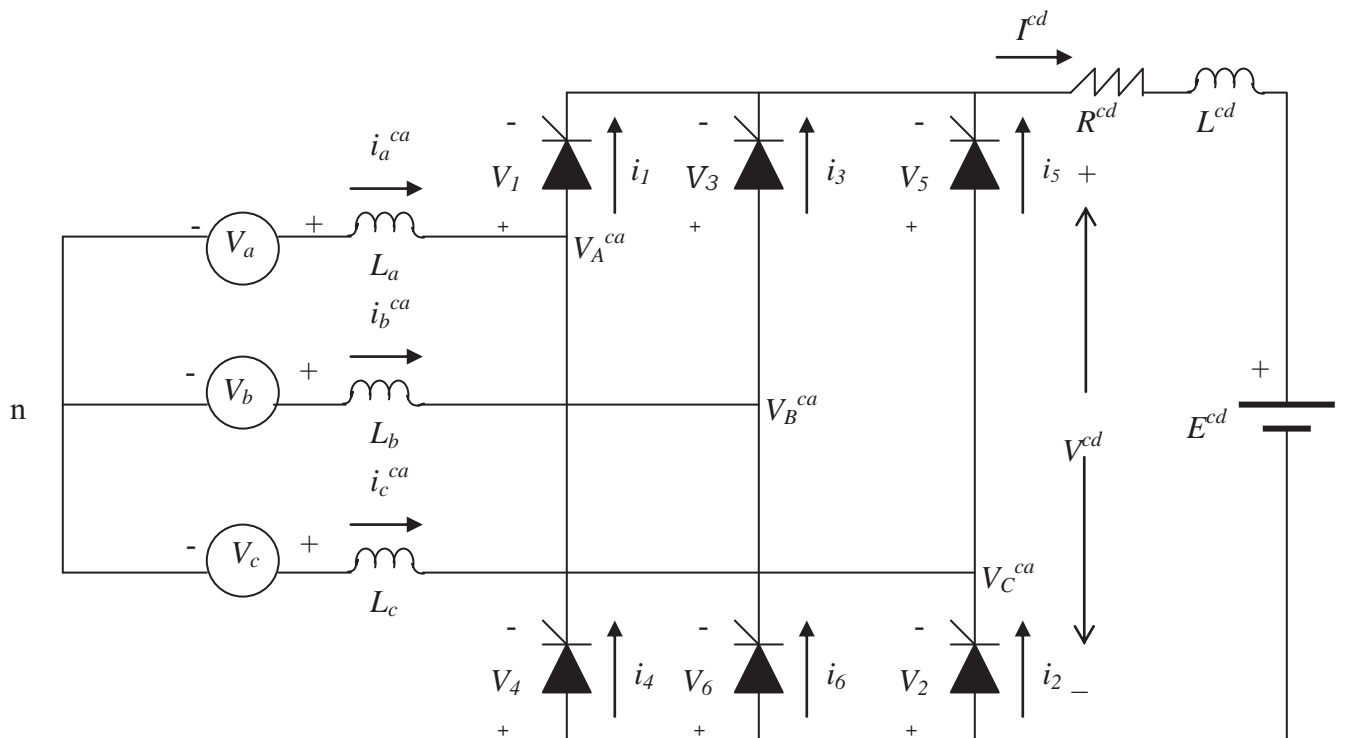 I^cd
R^cd L^cd
- - -
i_a^ca
V_1 i_1 V_3 i_3 V_5 i_5
+
- V_a +
L_a
+ + +
V_A^ca
i_b^ca
- V_b +
L_b
V_B^ca
n
+
E^cd
V^cd
i_c^ca
- V_c +
L_c
V_C^ca
- - -
V_4 i_4 V_6 i_6 V_2 i_2 _
+ + +